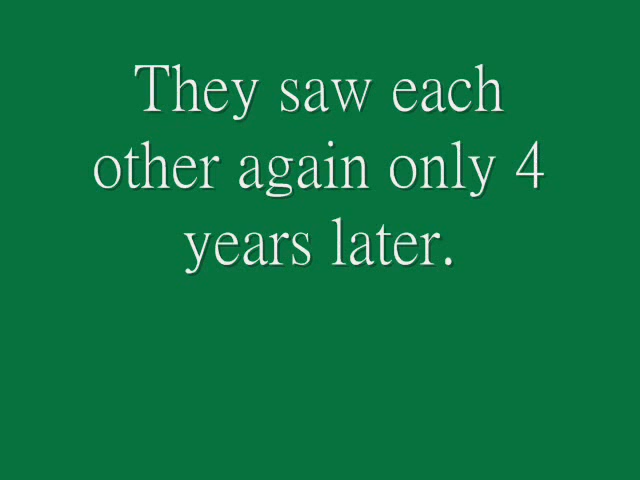 They saw each
other again only 4
years later.